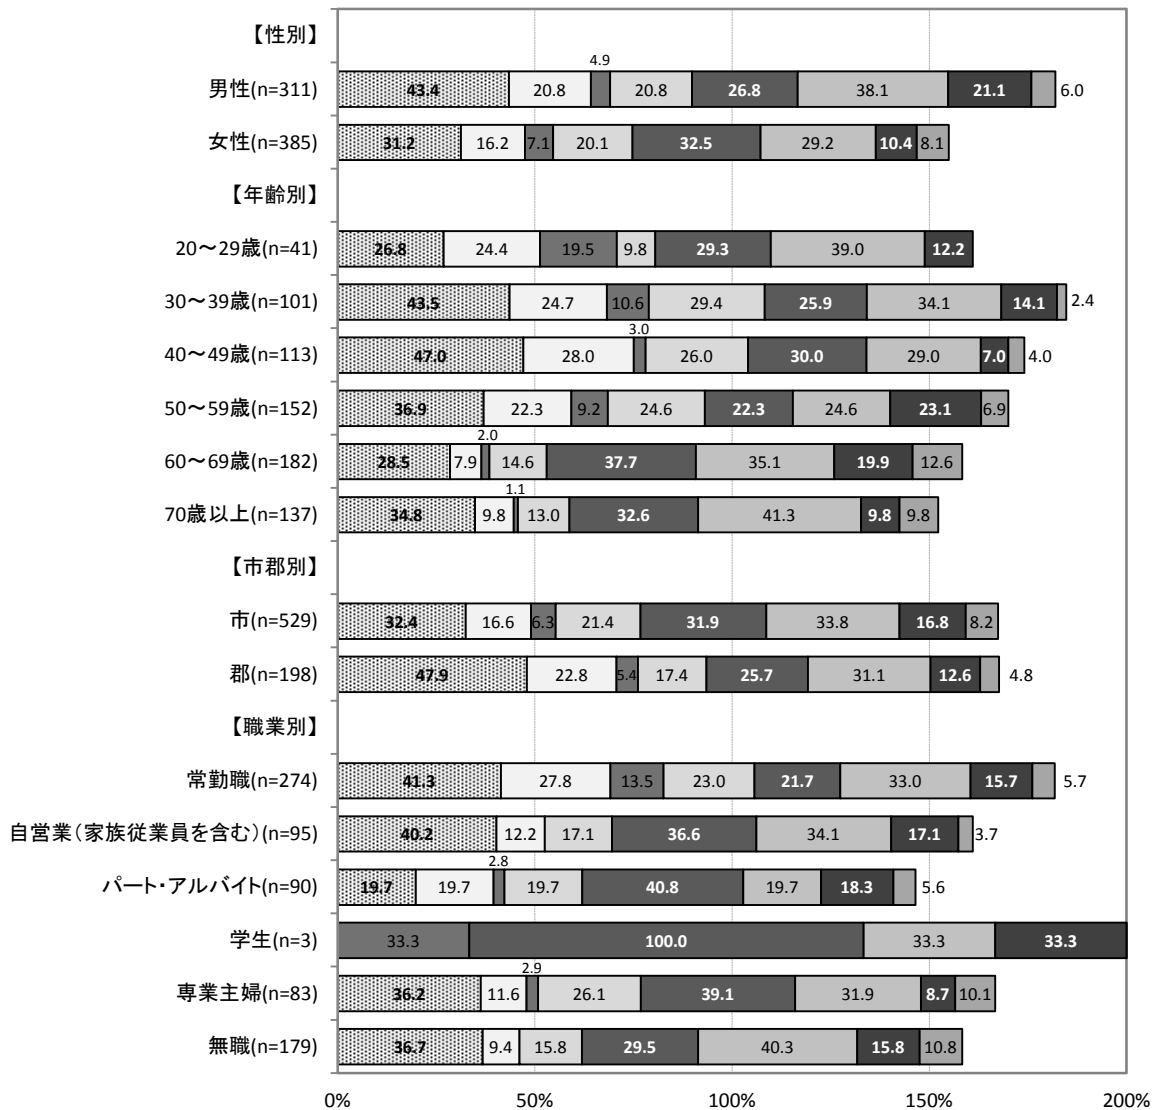 【性別】
4.9
男性(n=311) 43.4 20.8 20.8 26.8 38.1 21.1 6.0
女性(n=385) 31.2 16.2 7.1 20.1 32.5 29.2 10.4 8.1
【年齢別】
20～29歳(n=41) 26.8 24.4 19.5 9.8 29.3 39.0 12.2
30～39歳(n=101) 43.5 24.7 10.6 29.4 25.9 34.1 14.1 2.4
3.0
40～49歳(n=113) 47.0 28.0 26.0 30.0 29.0 7.0 4.0
50～59歳(n=152) 36.9 22.3 9.2 24.6 22.3 24.6 23.1 6.9
2.0
60～69歳(n=182) 28.5 7.9 14.6 37.7 35.1 19.9 12.6
1.1
70歳以上(n=137) 34.8 9.8 13.0 32.6 41.3 9.8 9.8
【市郡別】
市(n=529) 32.4 16.6 6.3 21.4 31.9 33.8 16.8 8.2
郡(n=198) 47.9 22.8 5.4 17.4 25.7 31.1 12.6 4.8
【職業別】
常勤職(n=274) 41.3 27.8 13.5 23.0 21.7 33.0 15.7 5.7
自営業（家族従業員を含む）(n=95) 40.2 12.2 17.1 36.6 34.1 17.1 3.7
2.8
パート・アルバイト(n=90) 19.7 19.7 19.7 40.8 19.7 18.3 5.6
学生(n=3) 33.3 100.0 33.3 33.3
2.9
専業主婦(n=83) 36.2 11.6 26.1 39.1 31.9 8.7 10.1
無職(n=179) 36.7 9.4 15.8 29.5 40.3 15.8 10.8
0% 50% 100% 150% 200%